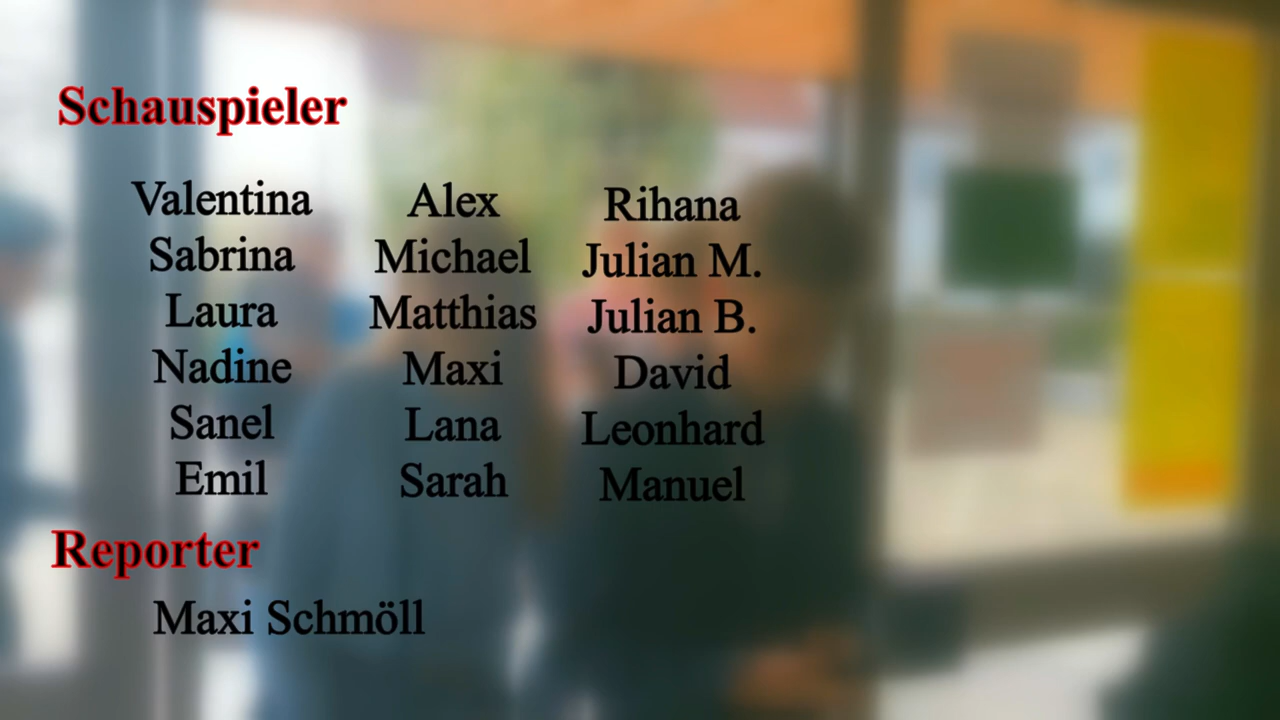 Schauspieler
Valentina Alex Rihana
Sabrina Michael Julian M.
Laura Matthias Julian B.
Nadine Maxi David
Sanel Lana Leonhard
Emil Sarah Manuel
Reporter
Maxi Schmöll